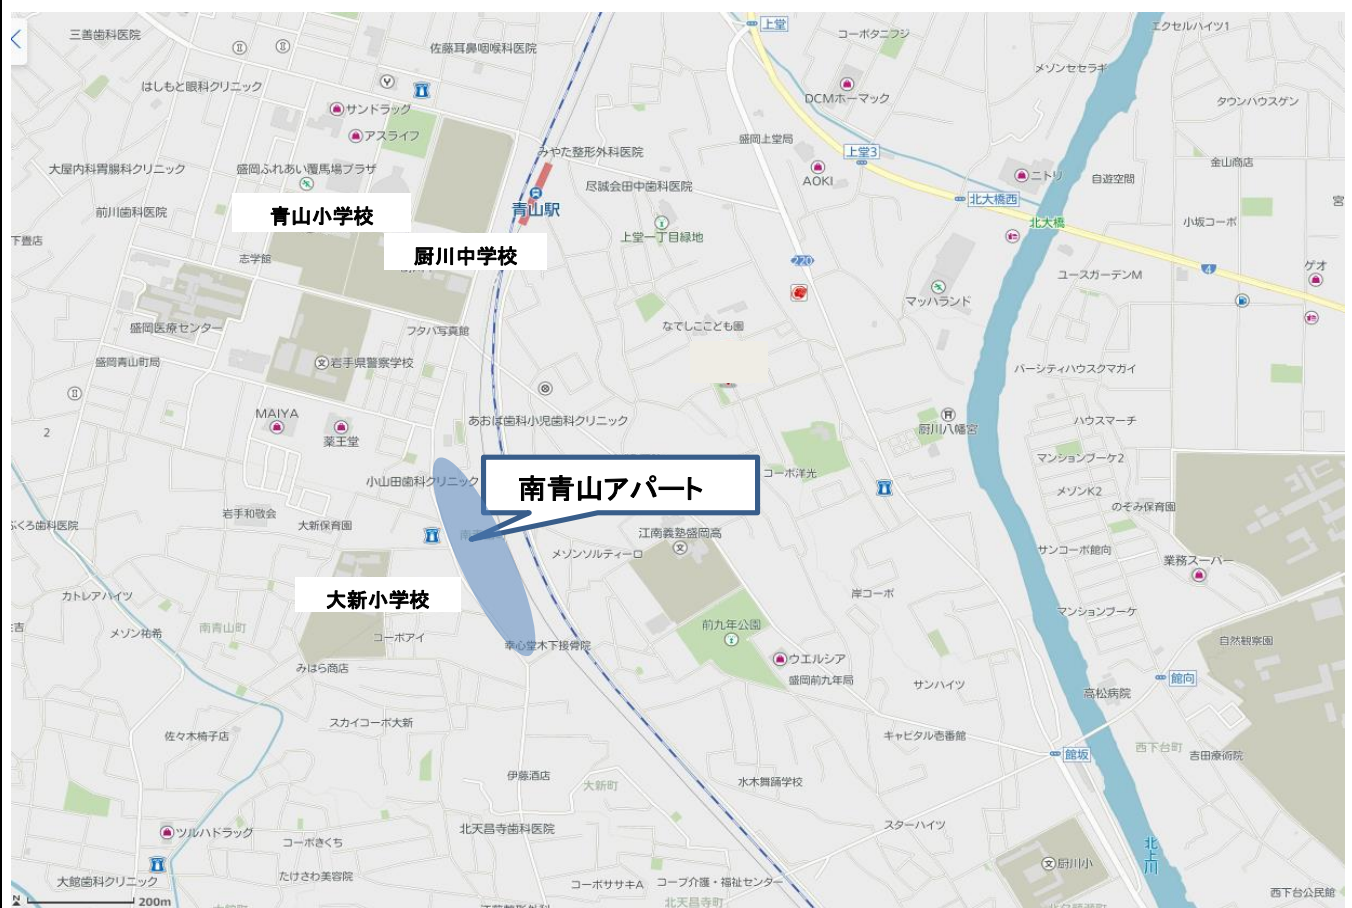 三善歯科医院
佐藤耳鼻咽喉科医院
上堂
コーポタニフジ
エクセルハイツ1
はしもと眼科クリニック
メゾンセセラギ
サンドラッグ
DCMホーマック
タウンハウスゲン
アスライフ
盛岡上堂局
みやた整形外科医院
上堂3
金山商店
大屋内科胃腸科クリニック
盛岡ふれあい覆馬場プラザ
尽誠会田中歯科医院
AOKI
ニトリ
自遊空間
北大橋西
宮
前川歯科医院
青山小学校
青山駅
北大橋
小坂コーポ
上堂一丁目緑地
下豊店
志学館
厨川中学校
220
4
ゲオ
ユースガーデンM
マッハランド
盛岡医療センター
フタバ写真館
なでしここども園
盛岡青山町局
岩手県警察学校
バーシティハウスクマガイ
MAIYA
あおば歯科小児歯科クリニック
厨川八幡宮
ハウスマーチ
2
薬王堂
マンションブーケ2
小山田歯科クリニック
南青山アパート
コーポ洋光
メゾンK2
のぞみ保育園
ふくろ歯科医院
岩手和敬会
大新保育園
江南義塾盛岡高
メゾンソルティーロ
サンコーポ館向
業務スーパー
カトレアハイツ
大新小学校
岸コーポ
マンションブーケ
メゾン祐希
南青山町
コーポアイ
幸心堂木下接骨院
前九年公園
自然観察園
みはら商店
ウエルシア
盛岡前九年局
サンハイツ
館向
高松病院
スカイコーポ大新
佐々木椅子店
キャピタル壱番館
館坂
西下台町
吉田療術院
伊藤酒店
大新町
水木舞踊学校
ツルハドラッグ
北天昌寺歯科医院
スターハイツ
コーポきくち
北上川
厨川小
大館歯科クリニック
たけさわ美容院
コーポササキA
コープ介護・福祉センター
西下台公民館
200m
北天昌寺町